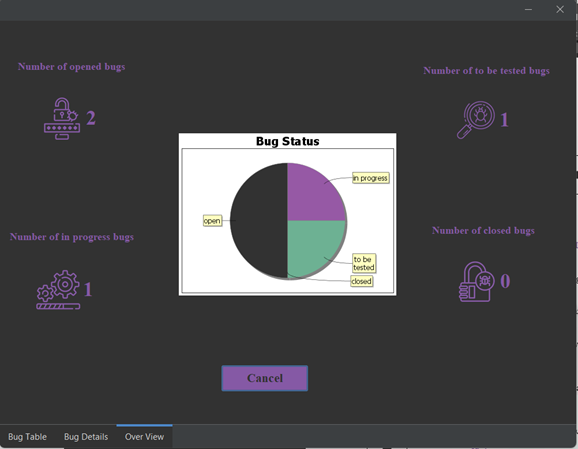 Number of opened bugs
2
Number of to be tested bugs
1
Bug Status
in progress
open
to be
tested
closed
Number of in progress bugs
1
Number of closed bugs
0
Cancel
Bug Table
Bug Details
Over View